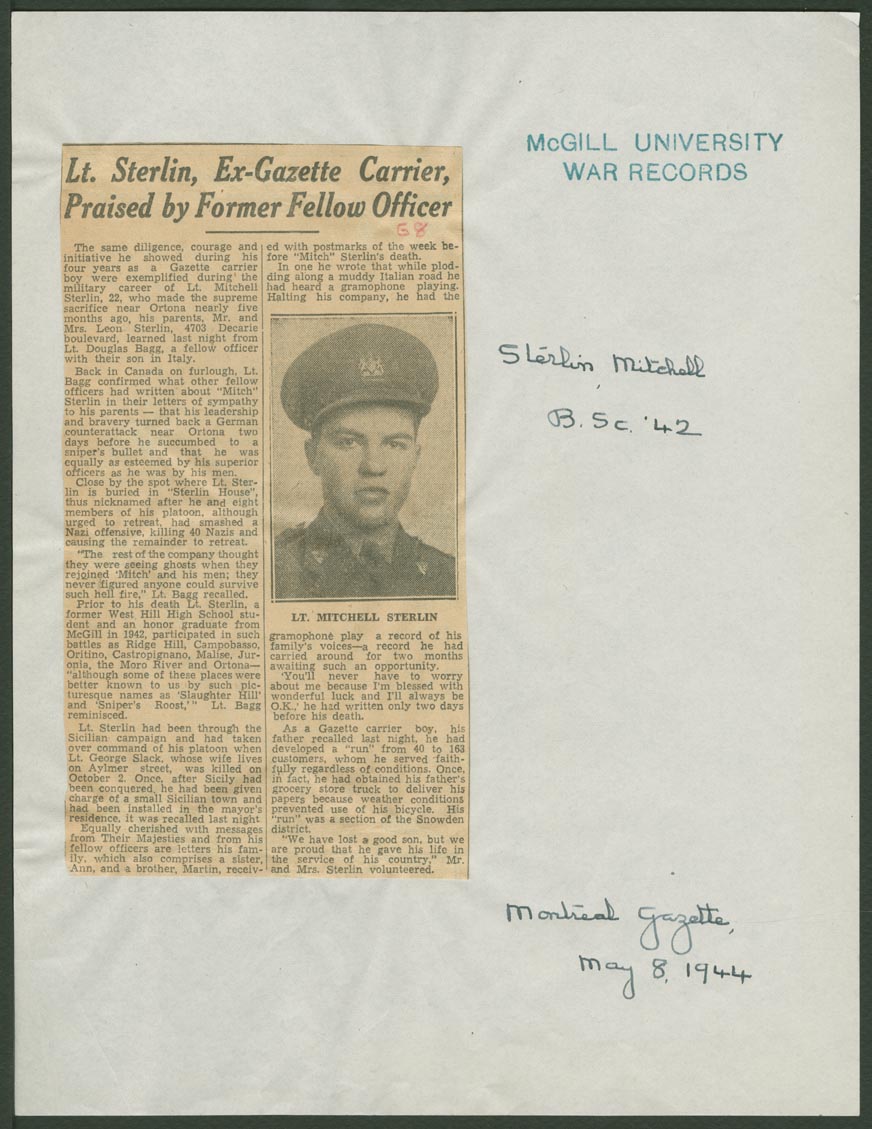 McGILL UNIVERSITY
WAR RECORDS
Lt. Sterlin, Ex-Gazette Carrier,
Praised by Former Fellow Officer
G8
The same diligence, courage and
initiative he showed during his
four years as a Gazette carrier
boy were exemplified during the
military career of Lt. Mitchell
Sterlin, 22, who made the supreme
sacrifice near Ortona nearly five
months ago, his parents, Mr. and
Mrs. Leon Sterlin, 4703 Decarie
boulevard, learned last night from
Lt. Douglas Bagg, a fellow officer
with their son in Italy.
Back in Canada on furlough, Lt.
Bagg confirmed what other fellow
officers had written about "Mitch"
Sterlin in their letters of sympathy
to his parents — that his leadership
and bravery turned back a German
counterattack near Ortona two
days before he succumbed to a
sniper's bullet and that he was
equally as esteemed by his superior
officers as he was by his men.
Close by the spot where Lt. Ster-
lin is buried in "Sterlin House",
thus nicknamed after he and eight
members of his platoon, although
urged to retreat, had smashed a
Nazi offensive, killing 40 Nazis and
causing the remainder to retreat.
"The rest of the company thought
they were seeing ghosts when they
rejoined 'Mitch' and his men; they
never figured anyone could survive
such hell fire," Lt. Bagg recalled.
Prior to his death Lt. Sterlin, a
former West Hill High School stu-
dent and an honor graduate from
McGill in 1942, participated in such
battles as Ridge Hill, Campobasso,
Oritino, Castropignano, Malise, Jur-
onia, the Moro River and Ortona—
"although some of these places were
better known to us by such pic-
turesque names as 'Slaughter Hill'
and 'Sniper's Roost,'" Lt. Bagg
reminisced.
Lt. Sterlin had been through the
Sicilian campaign and had taken
over command of his platoon when
Lt. George Slack, whose wife lives
on Aylmer street, was killed on
October 2. Once, after Sicily had
been conquered, he had been given
charge of a small Sicilian town and
had been installed in the mayor's
residence, it was recalled last night
Equally cherished with messages
from Their Majesties and from his
fellow officers are letters his fam-
ily, which also comprises a sister,
Ann, and a brother, Martin, receiv-
ed with postmarks of the week be-
fore "Mitch" Sterlin's death.
In one he wrote that while plod-
ding along a muddy Italian road he
had heard a gramophone playing.
Halting his company, he had the
LT. MITCHELL STERLIN
gramophone play a record of his
family's voices—a record he had
carried around for two months
awaiting such an opportunity.
'You'll never have to worry
about me because I'm blessed with
wonderful luck and I'll always be
O.K.,' he had written only two days
before his death.
As a Gazette carrier boy, his
father recalled last night, he had
developed a "run" from 40 to 163
customers, whom he served faith-
fully regardless of conditions. Once,
in fact, he had obtained his father's
grocery store truck to deliver his
papers because weather conditions
prevented use of his bicycle. His
"run" was a section of the Snowden
district.
"We have lost a good son, but we
are proud that he gave his life in
the service of his country," Mr.
and Mrs. Sterlin volunteered.
Sterlin, Mitchell
B. Sc. '42
Montreal Gazette,
May 8, 1944